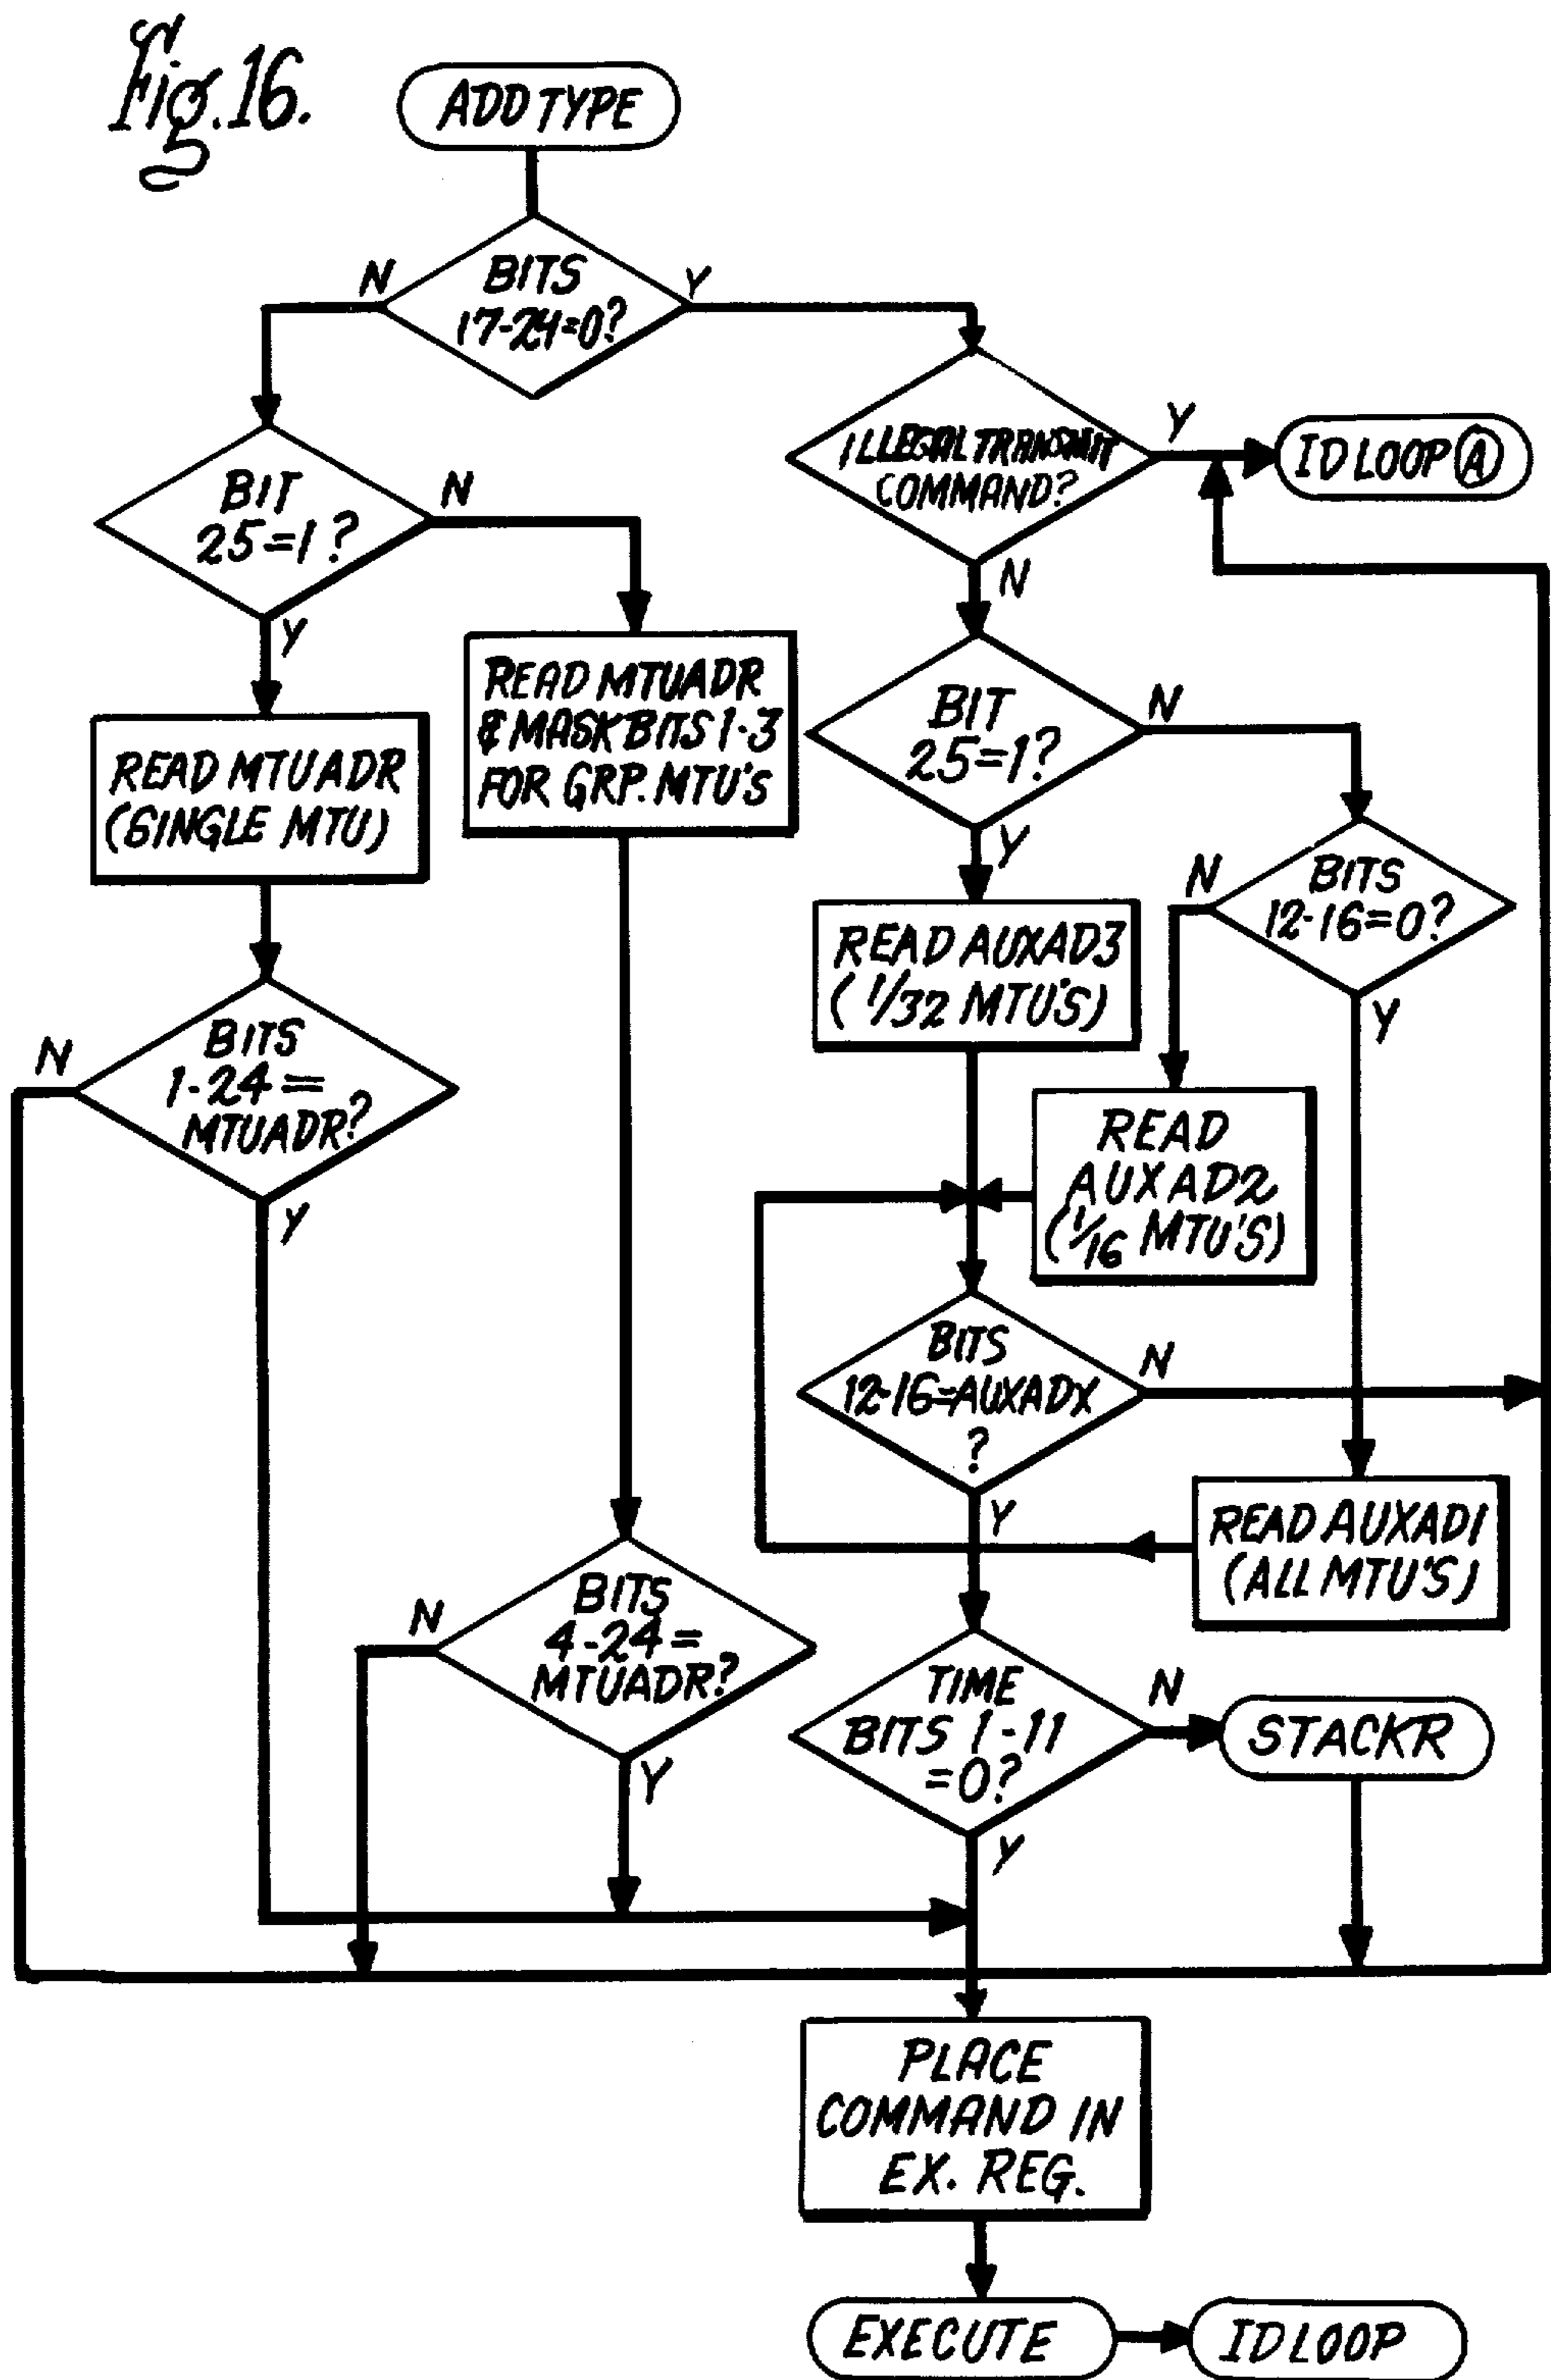 Fig. 16.
ADD TYPE
BITS
17-24=0?
N
Y
ILLEGAL TRANSMIT
COMMAND?
Y
ID LOOP A
N
BIT
25=1?
N
Y
READ MTUADR
& MASK BITS 1-3
FOR GRP. MTU'S
READ MTUADR
(SINGLE MTU)
BIT
25=1?
N
Y
BITS
12-16=0?
N
Y
READ AUXAD3
(1/32 MTU'S)
BITS
1-24=
MTUADR?
N
Y
READ
AUXAD2
(1/16 MTU'S)
BITS
12-16=AUXADX
?
N
Y
READ AUXAD1
(ALL MTU'S)
BITS
4-24=
MTUADR?
N
Y
TIME
BITS 1-11
=0?
N
Y
STACKR
PLACE
COMMAND IN
EX. REG.
EXECUTE
ID LOOP